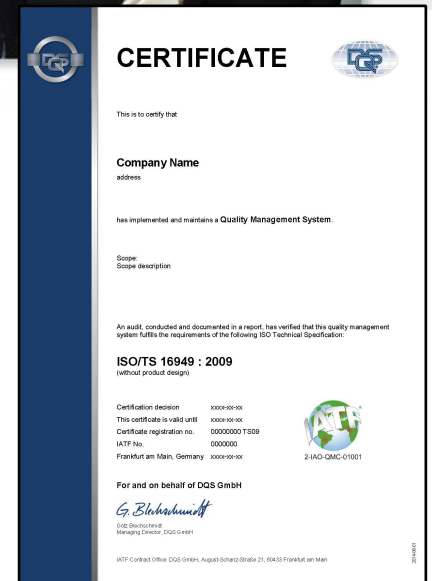 DQS
CERTIFICATE
DQS
This is to certify that
Company Name
address
has implemented and maintains a Quality Management System.
Scope:
Scope description
An audit, conducted and documented in a report, has verified that this quality management
system fulfills the requirements of the following ISO Technical Specification:
ISO/TS 16949 : 2009
(without product design)
Certification decision xxxx-xx-xx
This certificate is valid until xxxx-xx-xx
Certificate registration no. 00000000 TS09
IATF No. 0000000
Frankfurt am Main, Germany xxxx-xx-xx
IATF
2-IAO-QMC-01001
For and on behalf of DQS GmbH
G. Blechschmidt
Götz Blechschmidt
Managing Director, DQS GmbH
IATF Contract Office: DQS GmbH, August-Schanz-Straße 21, 60433 Frankfurt am Main